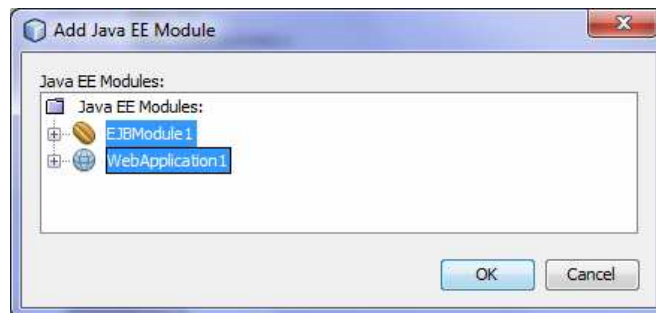 Add Java EE Module
Java EE Modules:
Java EE Modules:
EJBModule1
WebApplication1
OK Cancel